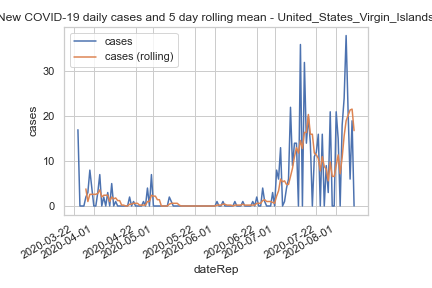 New COVID-19 daily cases and 5 day rolling mean - United_States_Virgin_Islands
cases
cases (rolling)
cases
30
20
10
0
2020-03-22
2020-04-01
2020-04-22
2020-05-01
2020-05-22
2020-06-01
2020-06-22
2020-07-01
2020-07-22
2020-08-01
dateRep